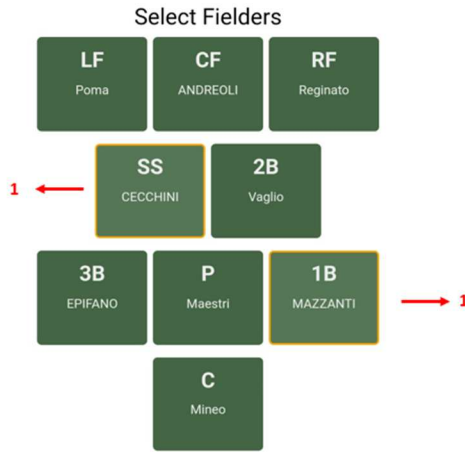 Select Fielders
LF CF RF
Poma ANDREOLI Reginato
SS 2B
1 CECCHINI Vaglio
3B P 1B
EPIFANO Maestri MAZZANTI 1
C
Mineo